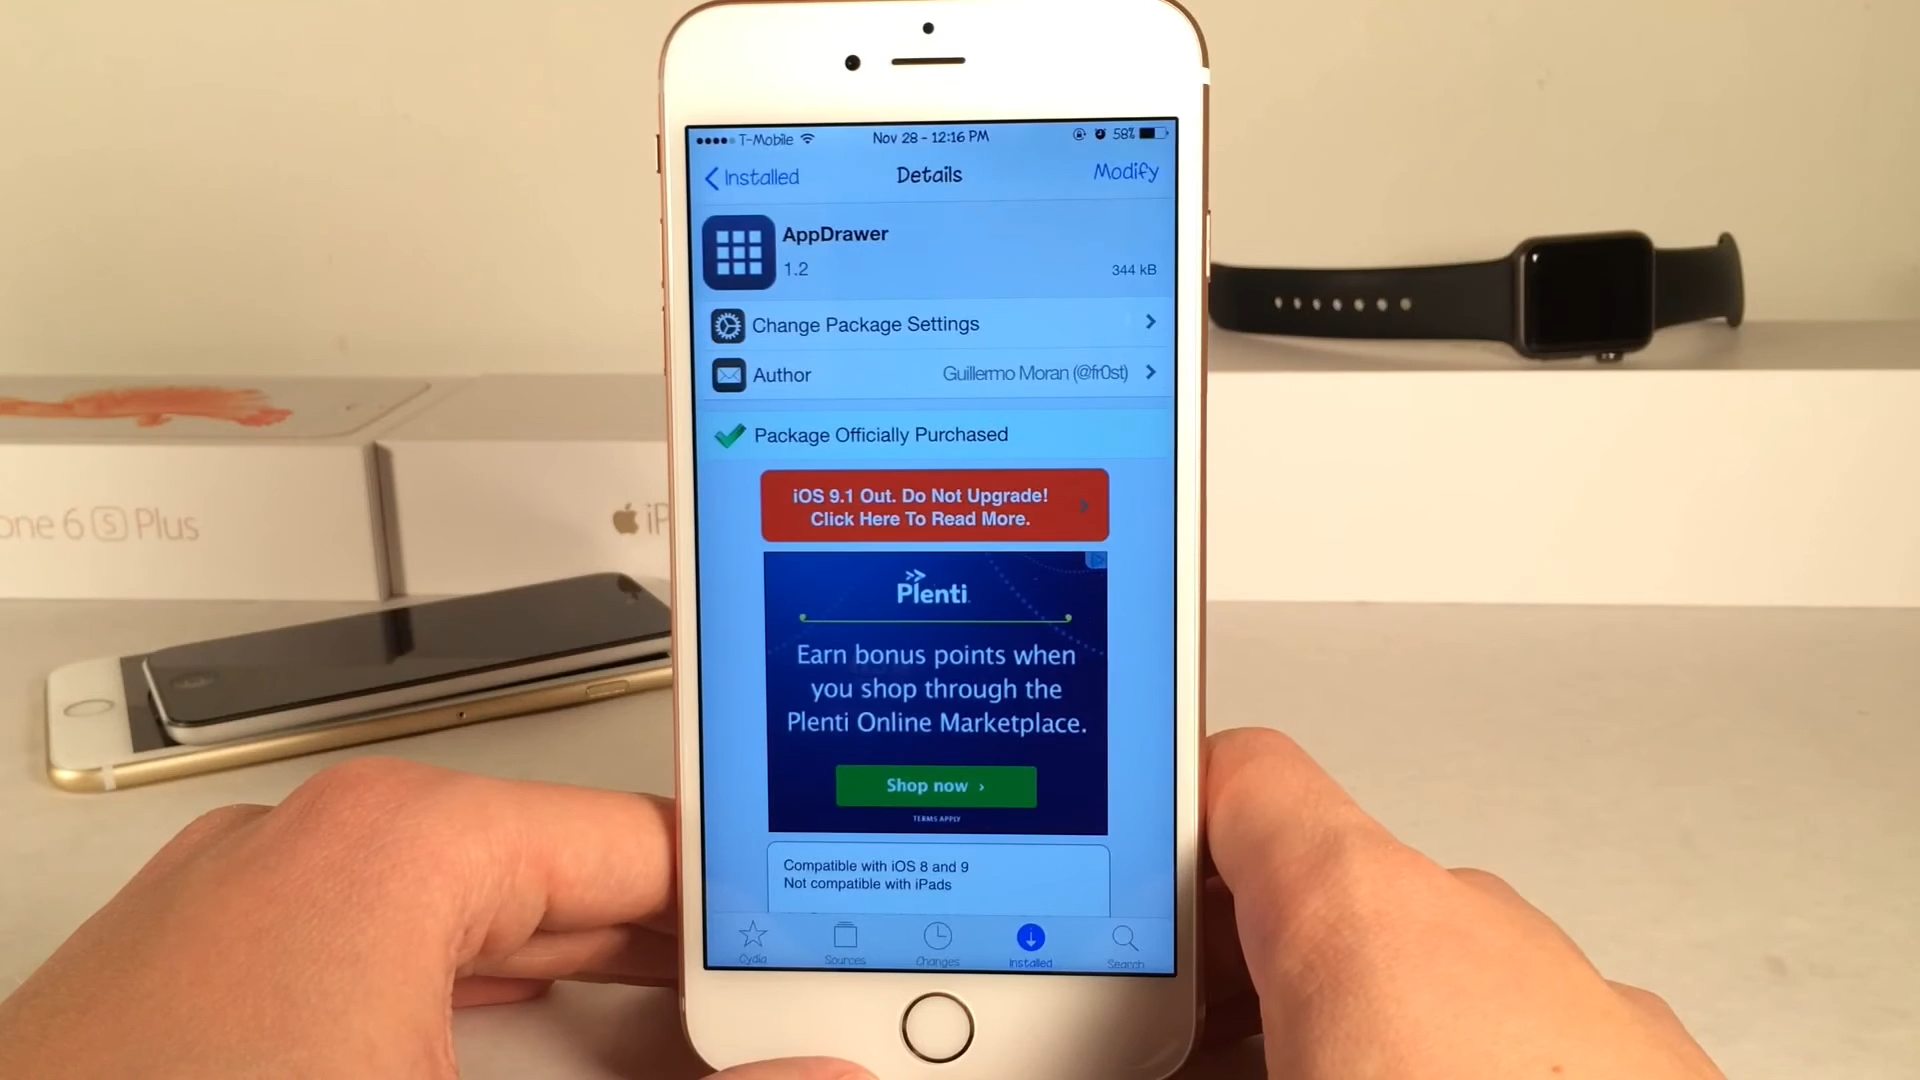 T-Mobile
Nov 28 - 12:16 PM
58%
Installed
Details
Modify
AppDrawer
1.2
344 kB
Change Package Settings
Author
Guillermo Moran (@fr0st)
Package Officially Purchased
iOS 9.1 Out. Do Not Upgrade!
Click Here To Read More.
Plenti
Earn bonus points when
you shop through the
Plenti Online Marketplace.
Shop now ›
TERMS APPLY
Compatible with iOS 8 and 9
Not compatible with iPads
Cydia
Sources
Changes
Installed
Search
one 6 S Plus
iP